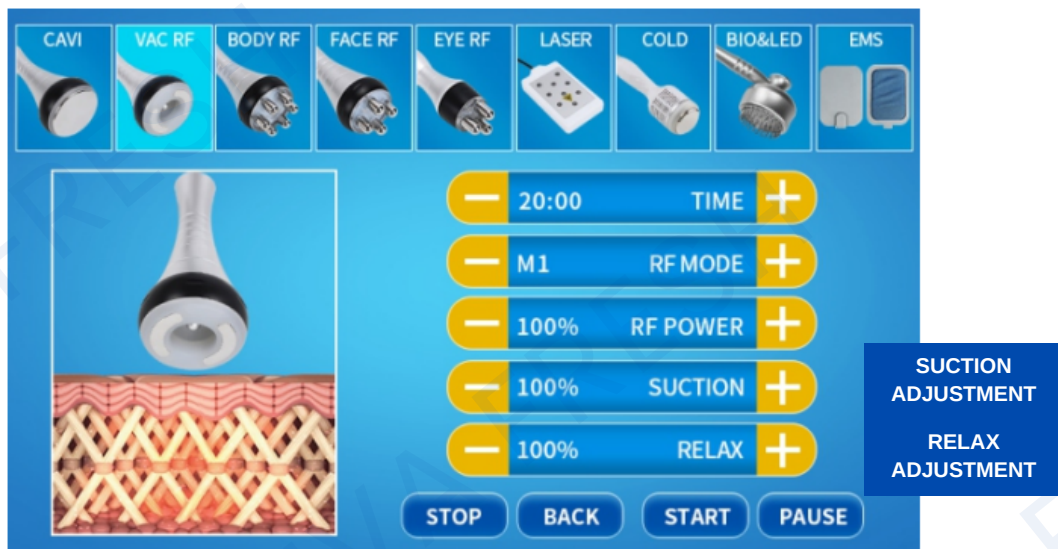 CAVI
VAC RF
BODY RF
FACE RF
EYE RF
LASER
COLD
BIO&LED
EMS
20:00 TIME
M1 RF MODE
100% RF POWER
100% SUCTION
100% RELAX
STOP
BACK
START
PAUSE
SUCTION
ADJUSTMENT
RELAX
ADJUSTMENT